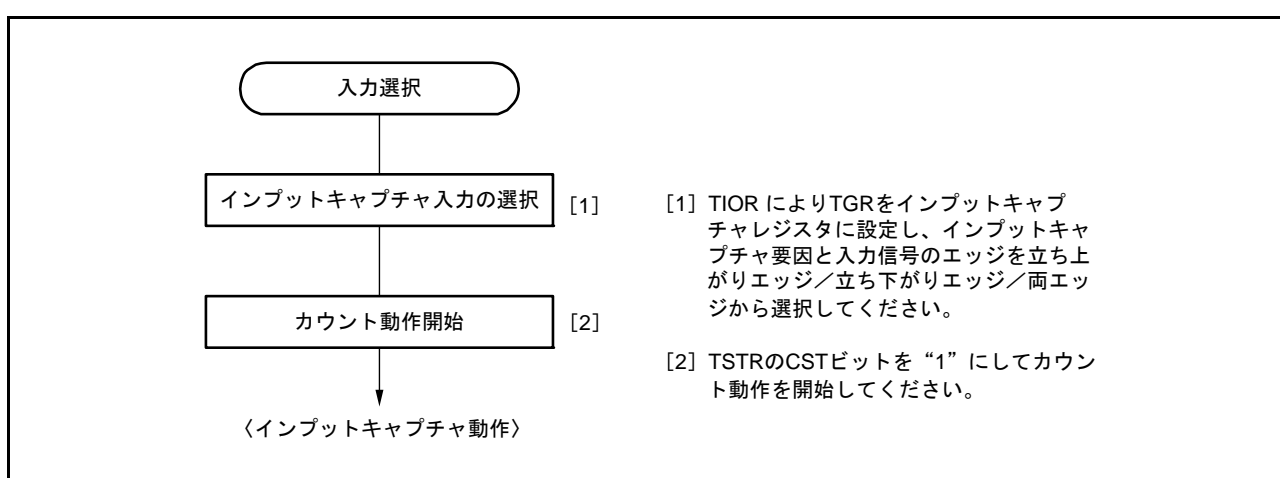 入力選択
インプットキャプチャ入力の選択 [1]
カウント動作開始 [2]
〈インプットキャプチャ動作〉
[1] TIOR によりTGRをインプットキャプ
チャレジスタに設定し、インプットキャ
プチャ要因と入力信号のエッジを立ち上
がりエッジ／立ち下がりエッジ／両エッ
ジから選択してください。
[2] TSTRのCSTビットを“1”にしてカウン
ト動作を開始してください。